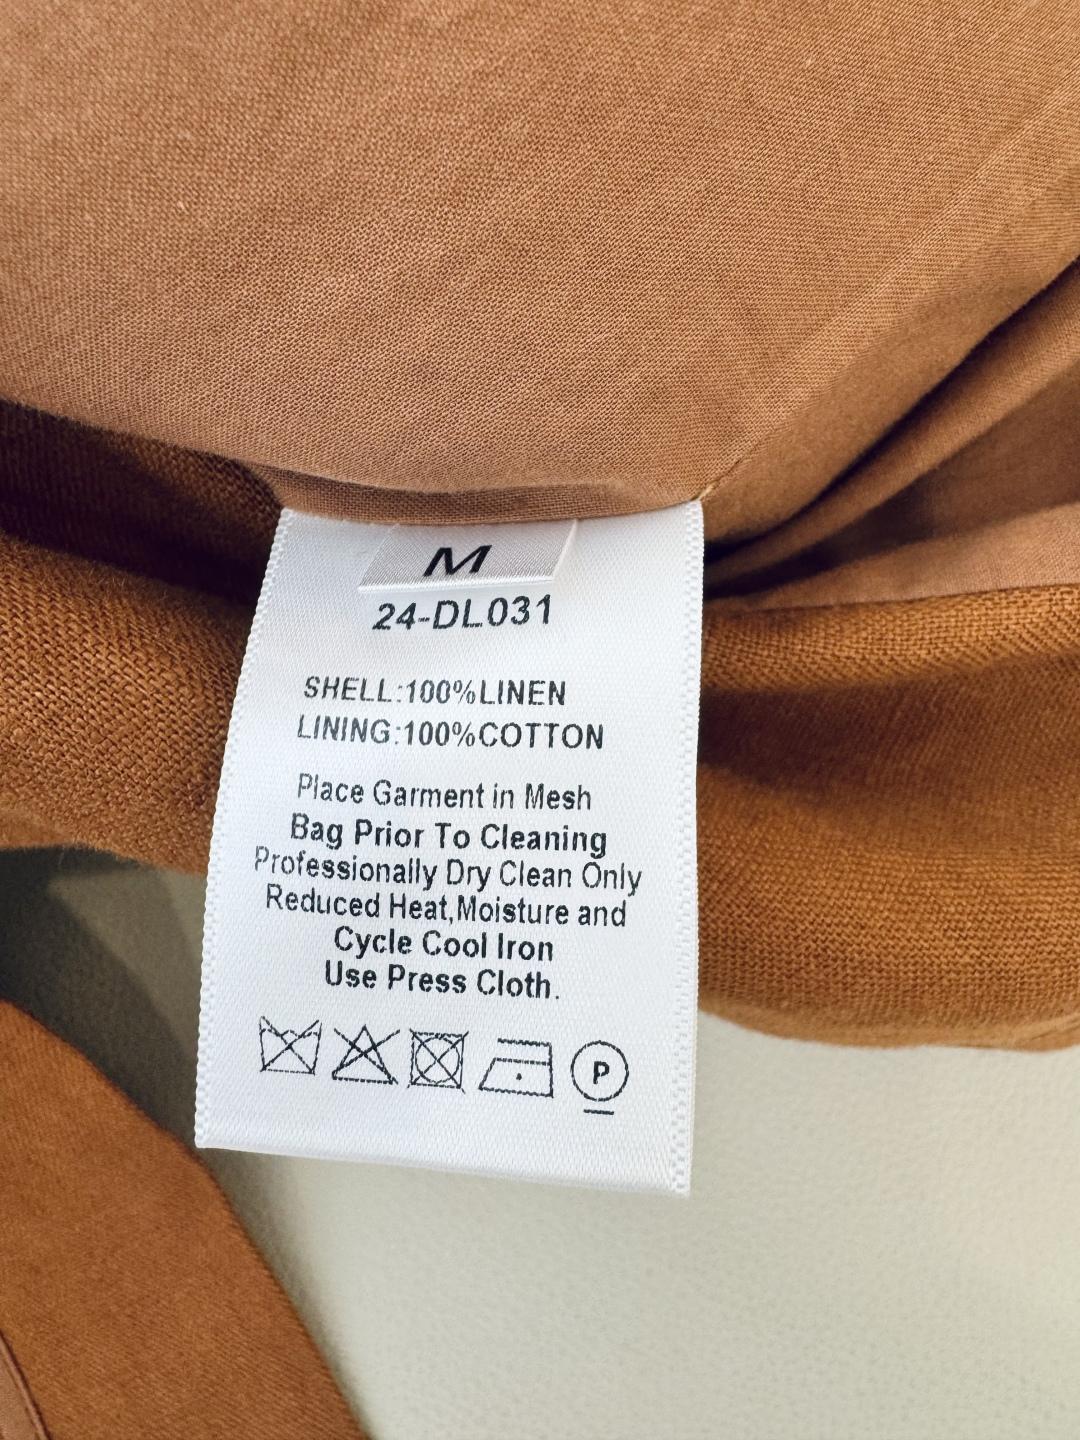 M
24-DL031
SHELL:100%LINEN
LINING:100%COTTON
Place Garment in Mesh
Bag Prior To Cleaning
Professionally Dry Clean Only
Reduced Heat,Moisture and
Cycle Cool Iron
Use Press Cloth.
P